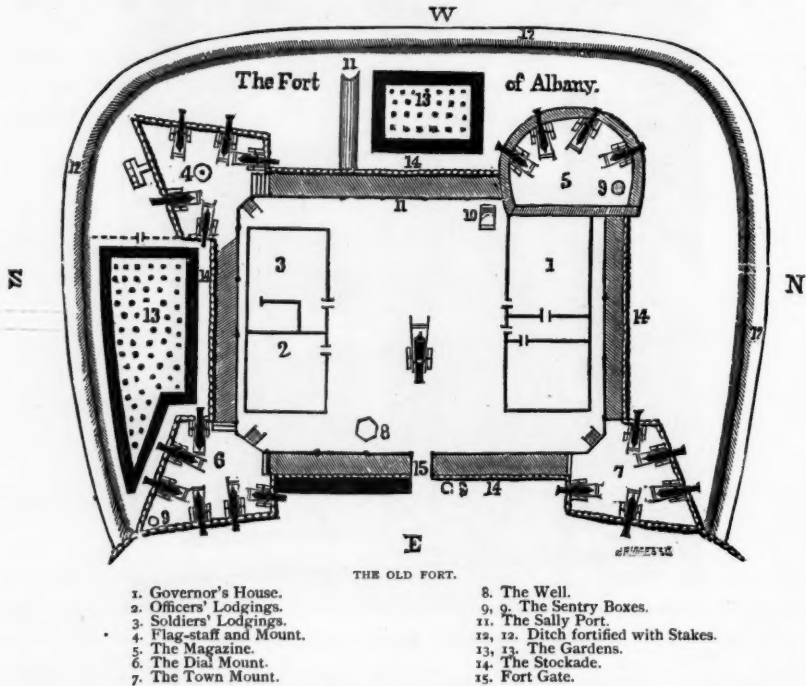 W
12
The Fort of Albany.
11
13
14
4
5
9
12
10
11
S
14
3
1
N
13
14
12
2
8
15
6
7
9
9
14
E
THE OLD FORT.
1. Governor's House.
2. Officers' Lodgings.
3. Soldiers' Lodgings.
4. Flag-staff and Mount.
5. The Magazine.
6. The Dial Mount.
7. The Town Mount.
8. The Well.
9, 9. The Sentry Boxes.
11. The Sally Port.
12, 12. Ditch fortified with Stakes.
13, 13. The Gardens.
14. The Stockade.
15. Fort Gate.